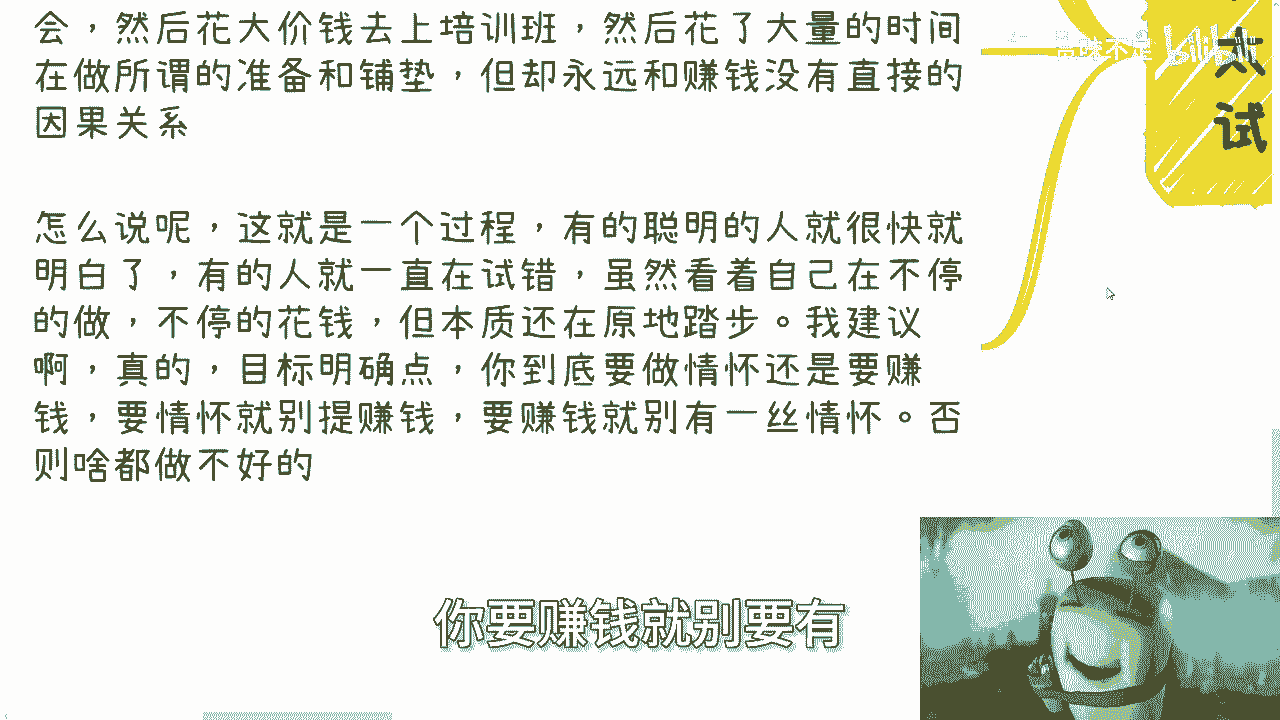 会，然后花大价钱去上培训班，然后花了大量的时间
在做所谓的准备和铺垫，但却永远和赚钱没有直接的
因果关系
怎么说呢，这就是一个过程，有的聪明的人就很快就
明白了，有的人就一直在试错，虽然看着自己在不停
的做，不停的花钱，但本质还在原地踏步。我建议
啊，真的，目标明确点，你到底要做情怀还是要赚
钱，要情怀就别提赚钱，要赚钱就别有一丝情怀。否
则啥都做不好的
试
bilibili
你要赚钱就别要有